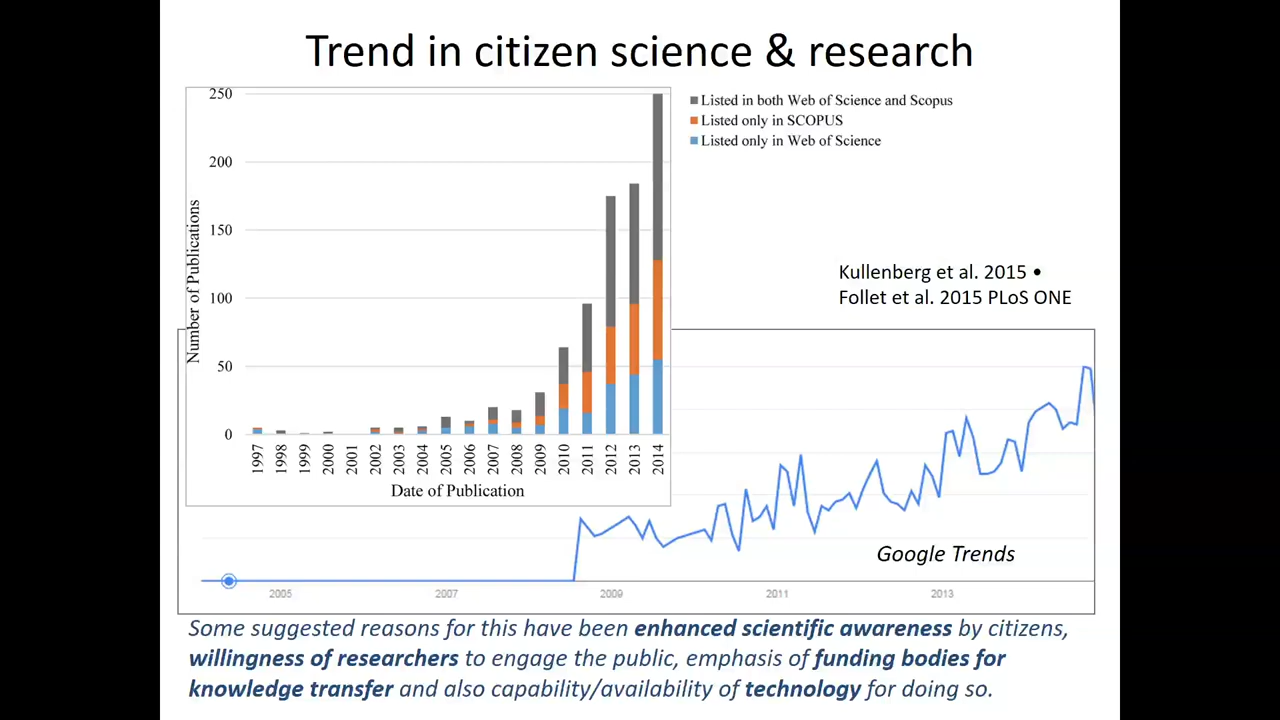 Trend in citizen science & research
250
200
150
100
50
0
Number of Publications
1997
1998
1999
2000
2001
2002
2003
2004
2005
2006
2007
2008
2009
2010
2011
2012
2013
2014
Date of Publication
Listed in both Web of Science and Scopus
Listed only in SCOPUS
Listed only in Web of Science
Kullenberg et al. 2015 •
Follet et al. 2015 PLoS ONE
Google Trends
2005
2007
2009
2011
2013
Some suggested reasons for this have been enhanced scientific awareness by citizens,
willingness of researchers to engage the public, emphasis of funding bodies for
knowledge transfer and also capability/availability of technology for doing so.